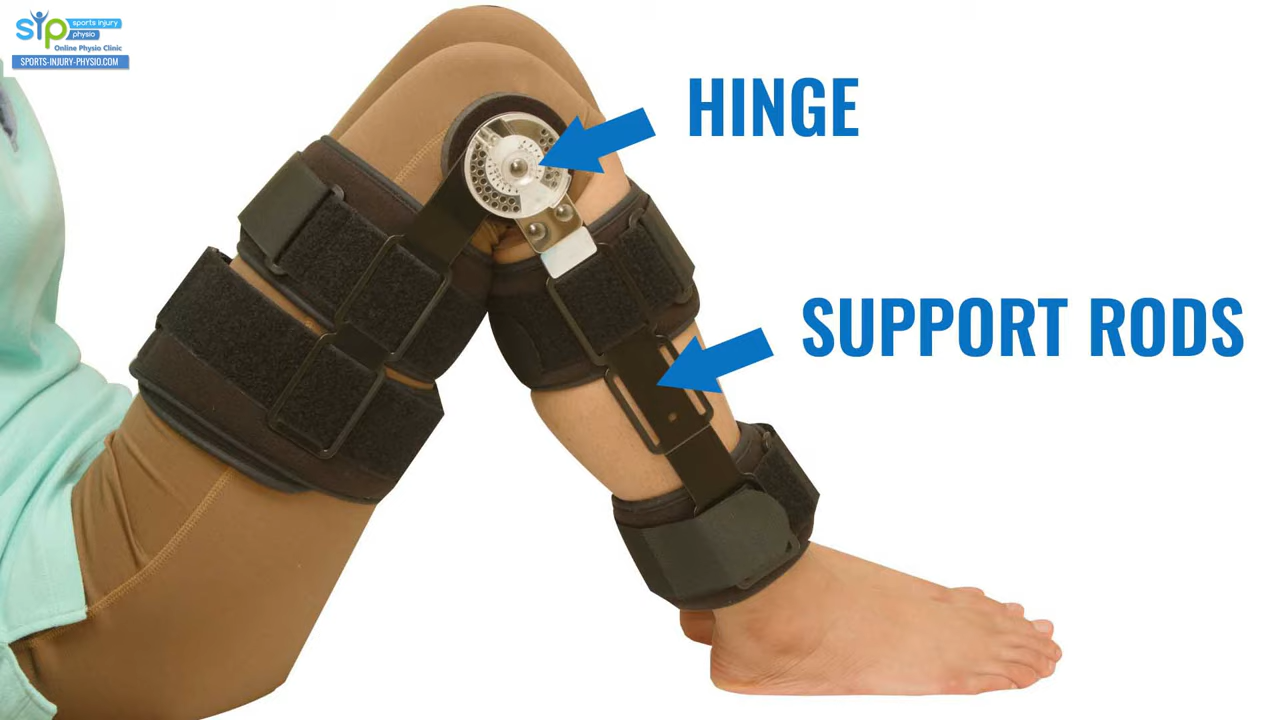 sip sports injury
physio
Online Physio Clinic
SPORTS-INJURY-PHYSIO.COM
HINGE
SUPPORT RODS